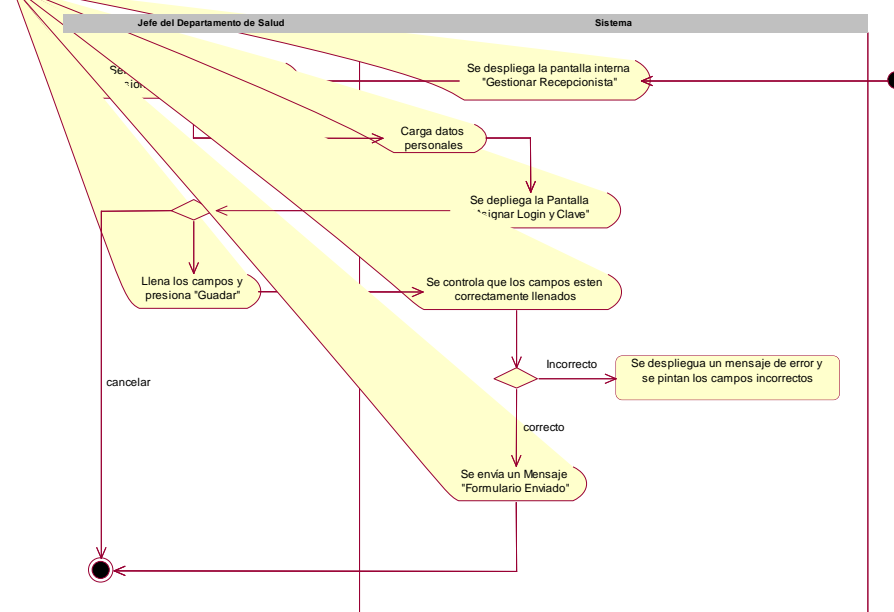 Jefe del Departamento de Salud
Sistema
Se despliega la pantalla interna
"Gestionar Recepcionista"
Carga datos
personales
Se depliega la Pantalla
Login y Clave"
Llena los campos y
presiona "Guadar"
Se controla que los campos esten
correctamente llenados
Incorrecto
Se despliegua un mensaje de error y
se pintan los campos incorrectos
cancelar
correcto
Se envia un Mensaje
"Formulario Enviado"